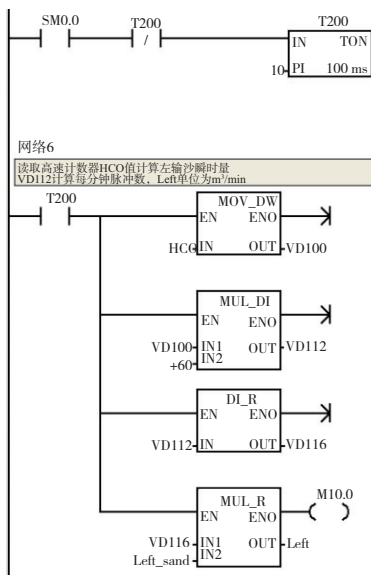 SM0.0 T200 T200
/ IN TON
10 PI 100 ms
网络6
读取高速计数器HCO值计算左输沙瞬时量
VD112计算每分钟脉冲数，Left单位为m³/min
T200 MOV_DW
EN ENO
HCO IN OUT VD100
MUL_DI
EN ENO
VD100 IN1 OUT VD112
+60 IN2
DI_R
EN ENO
VD112 IN OUT VD116
MUL_R M10.0
EN ENO
VD116 IN1 OUT Left
Left_sand IN2